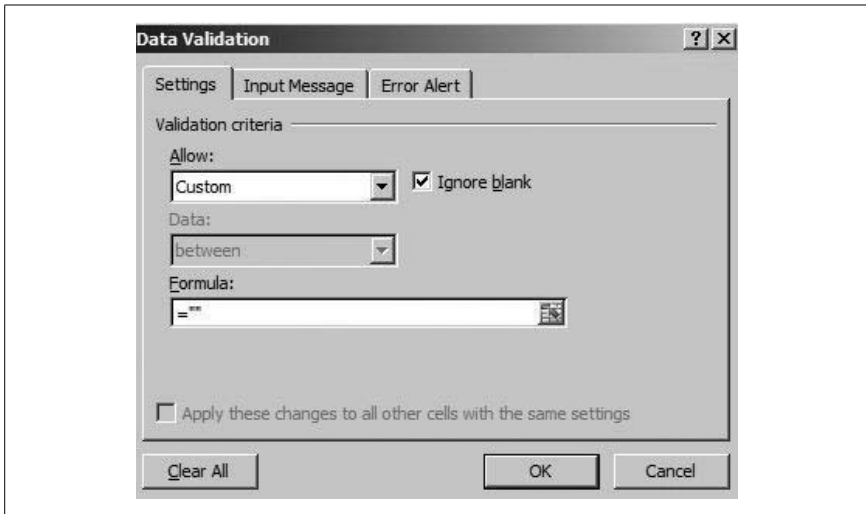 Data Validation
Settings Input Message Error Alert
Validation criteria
Allow:
Custom Ignore blank
Data:
between
Formula:
=""
Apply these changes to all other cells with the same settings
Clear All OK Cancel